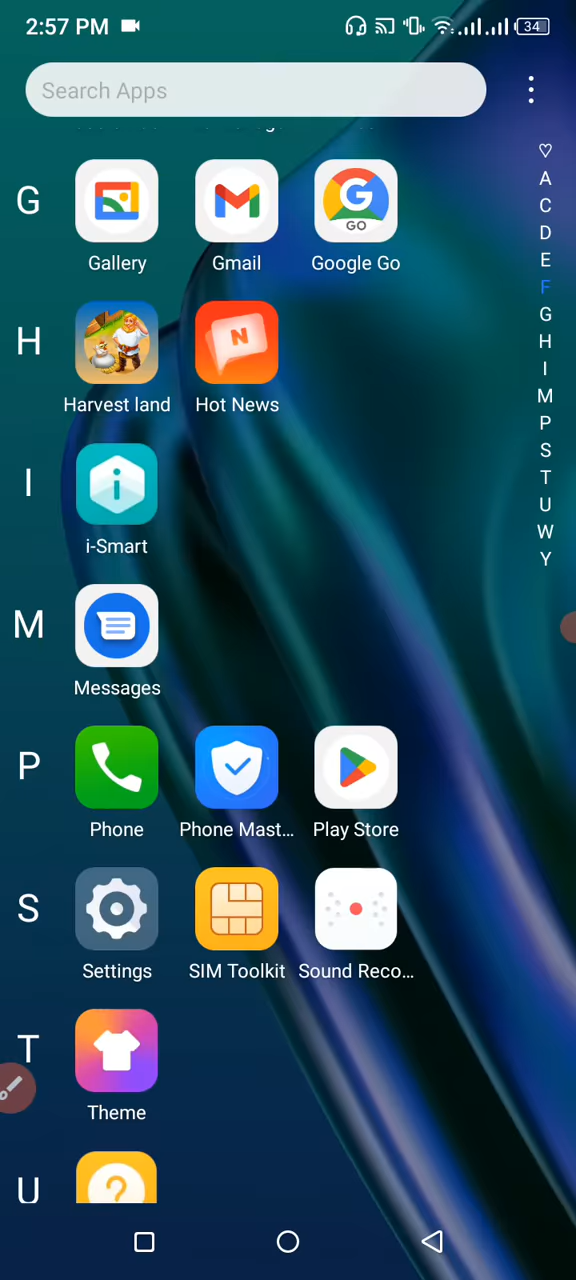 2:57 PM
34
Search Apps
G
Gallery
Gmail
GO
Google Go
H
N
Harvest land
Hot News
I
i-Smart
M
Messages
P
Phone
Phone Mast...
Play Store
S
Settings
SIM Toolkit
Sound Reco...
T
Theme
U
?
A
C
D
E
F
G
H
I
M
P
S
T
U
W
Y